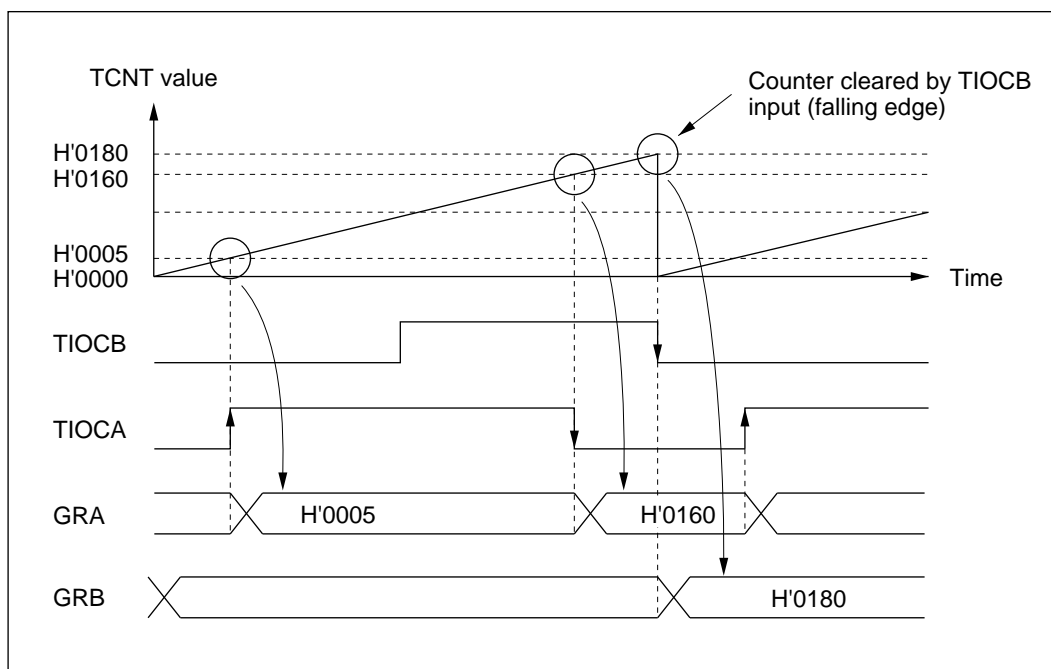 TCNT value
Counter cleared by TIOCB
input (falling edge)
H'0180
H'0160
H'0005
H'0000
Time
TIOCB
TIOCA
GRA
H'0005
H'0160
GRB
H'0180